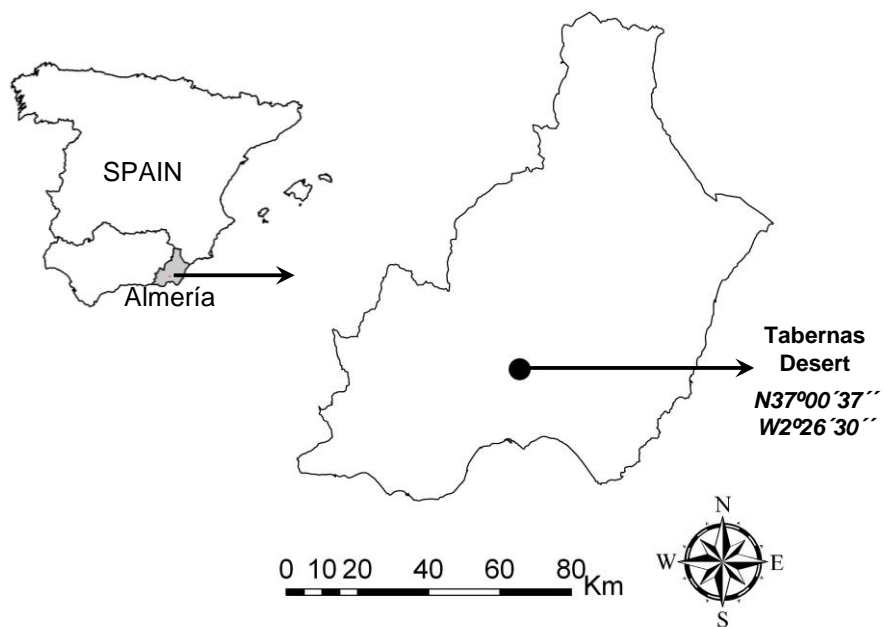 SPAIN
Almería
Tabernas
Desert
N37º00´37´´
W2º26´30´´
0 10 20 40 60 80 Km
N
W E
S